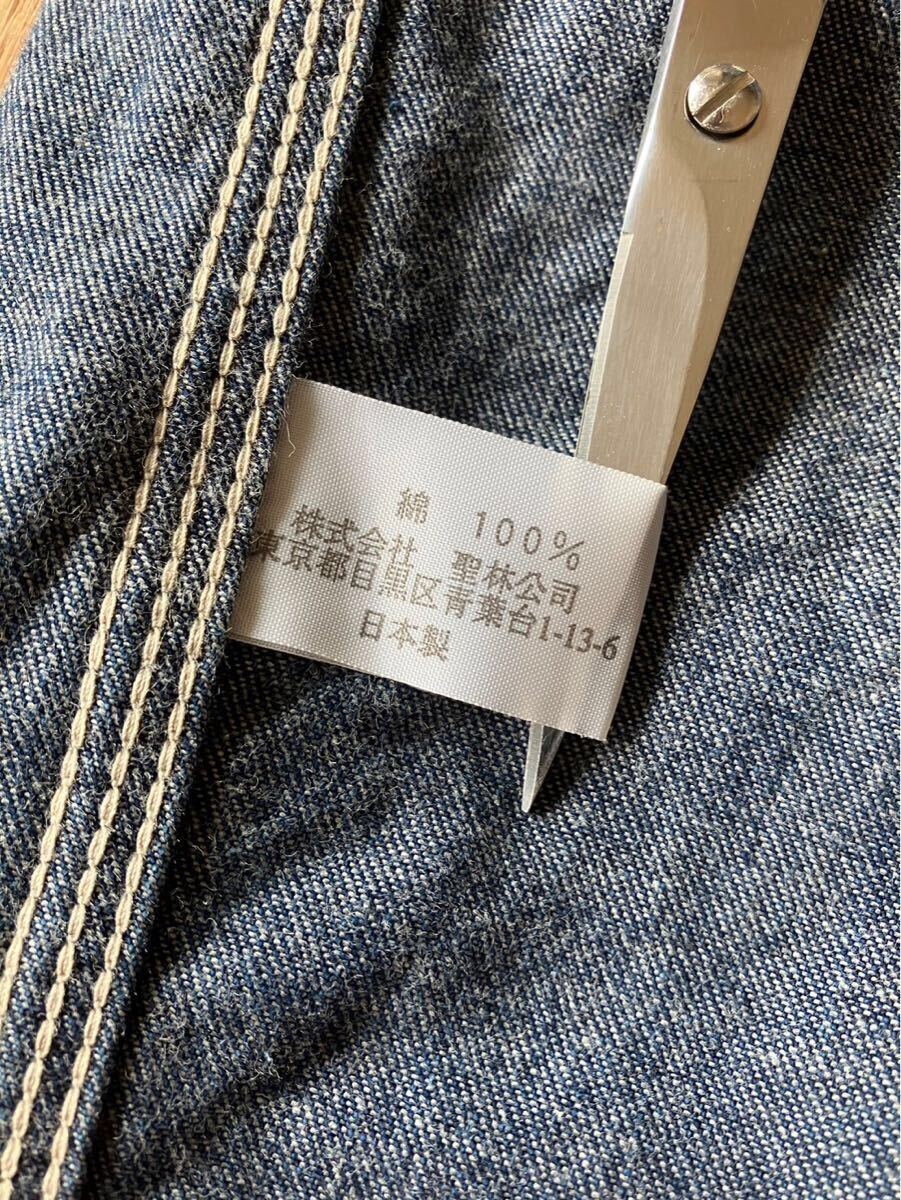 綿 100%
株式会社 聖林公司
東京都目黒区青葉台1-13-6
日本製